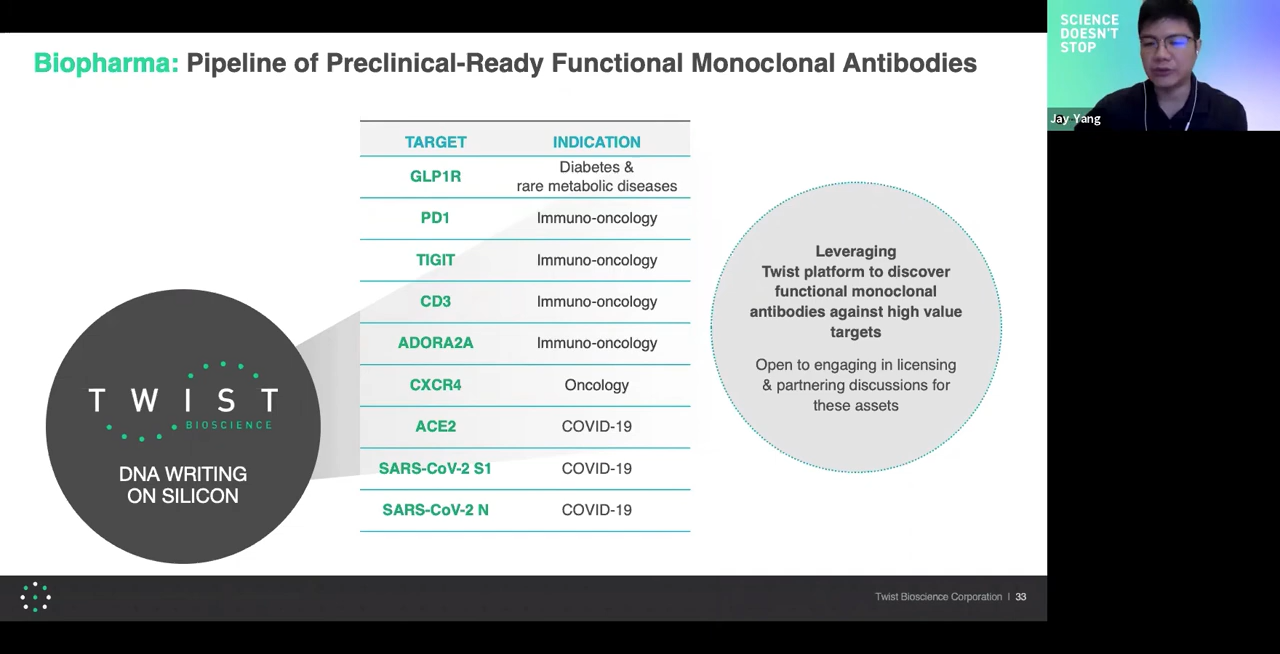 SCIENCE
DOESN'T
STOP
Jay Yang
Biopharma: Pipeline of Preclinical-Ready Functional Monoclonal Antibodies
TARGET INDICATION
GLP1R Diabetes &
rare metabolic diseases
PD1 Immuno-oncology
TIGIT Immuno-oncology
CD3 Immuno-oncology
ADORA2A Immuno-oncology
CXCR4 Oncology
ACE2 COVID-19
SARS-CoV-2 S1 COVID-19
SARS-CoV-2 N COVID-19
TWIST
BIOSCIENCE
DNA WRITING
ON SILICON
Leveraging
Twist platform to discover
functional monoclonal
antibodies against high value
targets
Open to engaging in licensing
& partnering discussions for
these assets
Twist Bioscience Corporation | 33